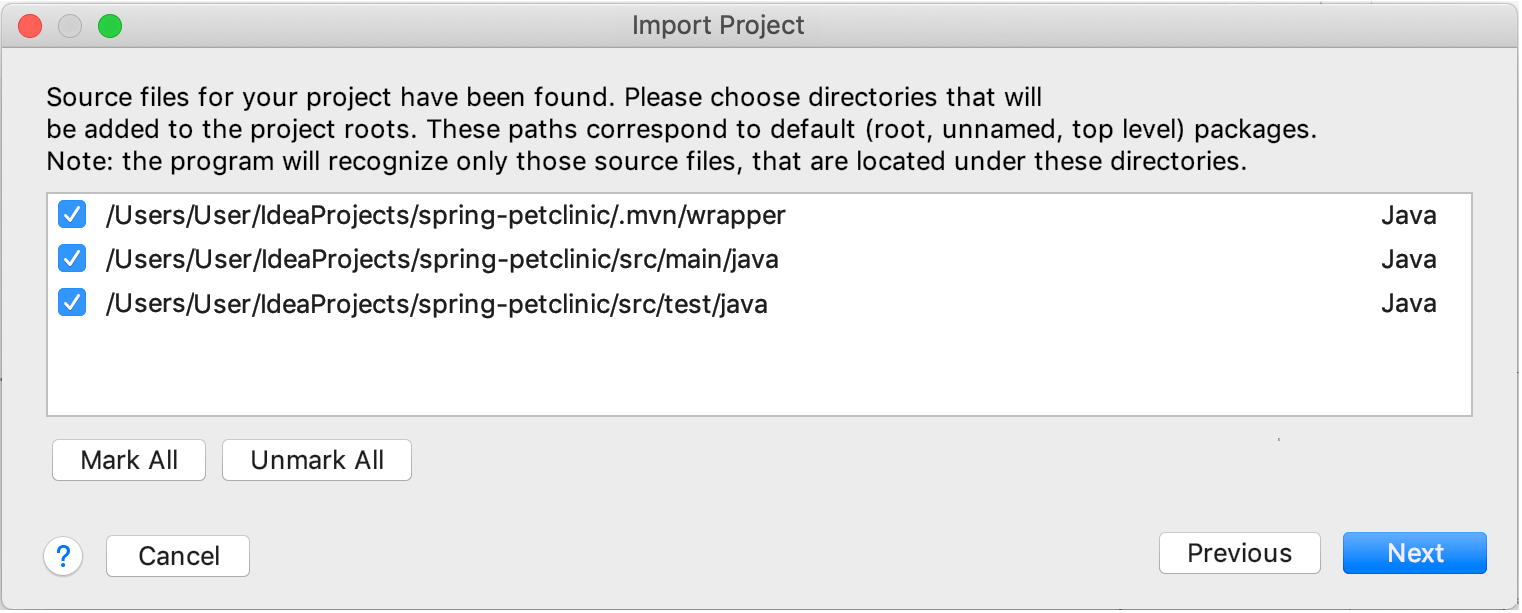 Import Project
Source files for your project have been found. Please choose directories that will
be added to the project roots. These paths correspond to default (root, unnamed, top level) packages.
Note: the program will recognize only those source files, that are located under these directories.
/Users/User/IdeaProjects/spring-petclinic/.mvn/wrapper Java
/Users/User/IdeaProjects/spring-petclinic/src/main/java Java
/Users/User/IdeaProjects/spring-petclinic/src/test/java Java
Mark All Unmark All
? Cancel Previous Next